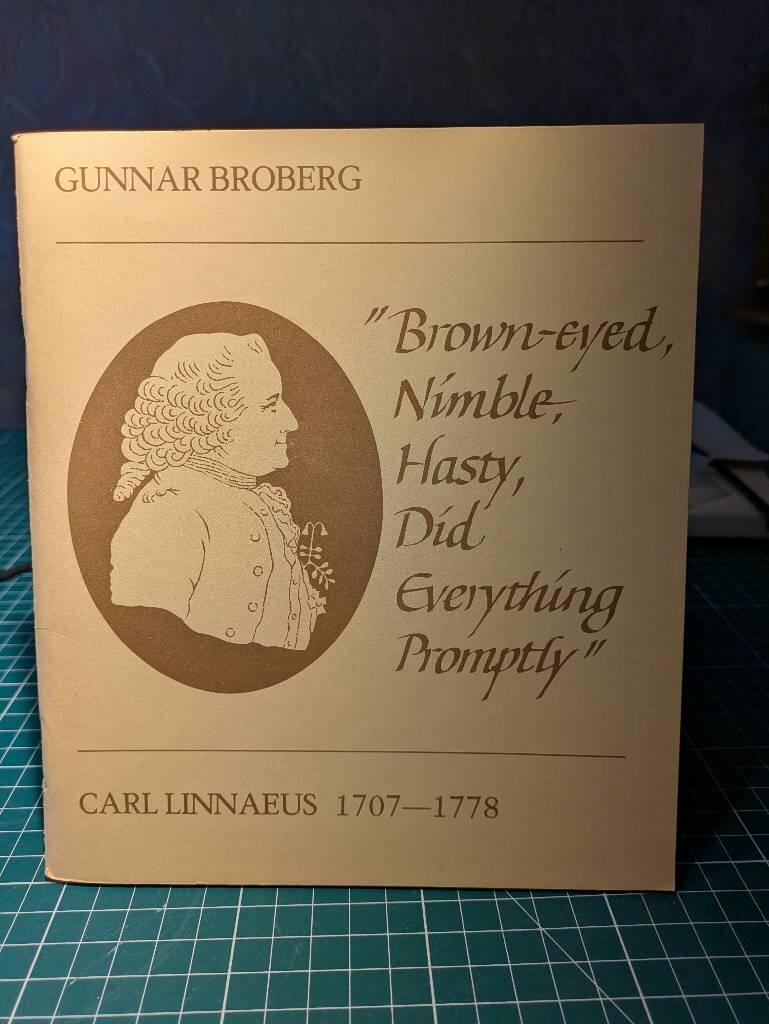 GUNNAR BROBERG
"Brown-eyed,
Nimble,
Hasty,
Did
Everything
Promptly"
CARL LINNAEUS 1707—1778